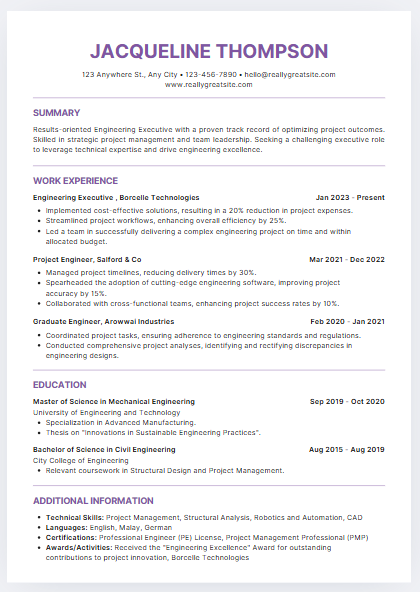 JACQUELINE THOMPSON
123 Anywhere St., Any City • 123-456-7890 • hello@reallygreatsite.com
www.reallygreatsite.com
SUMMARY
Results-oriented Engineering Executive with a proven track record of optimizing project outcomes.
Skilled in strategic project management and team leadership. Seeking a challenging executive role
to leverage technical expertise and drive engineering excellence.
WORK EXPERIENCE
Engineering Executive , Borcelle Technologies Jan 2023 - Present
• Implemented cost-effective solutions, resulting in a 20% reduction in project expenses.
• Streamlined project workflows, enhancing overall efficiency by 25%.
• Led a team in successfully delivering a complex engineering project on time and within
allocated budget.
Project Engineer, Salford & Co Mar 2021 - Dec 2022
• Managed project timelines, reducing delivery times by 30%.
• Spearheaded the adoption of cutting-edge engineering software, improving project
accuracy by 15%.
• Collaborated with cross-functional teams, enhancing project success rates by 10%.
Graduate Engineer, Arowwai Industries Feb 2020 - Jan 2021
• Coordinated project tasks, ensuring adherence to engineering standards and regulations.
• Conducted comprehensive project analyses, identifying and rectifying discrepancies in
engineering designs.
EDUCATION
Master of Science in Mechanical Engineering Sep 2019 - Oct 2020
University of Engineering and Technology
• Specialization in Advanced Manufacturing.
• Thesis on "Innovations in Sustainable Engineering Practices".
Bachelor of Science in Civil Engineering Aug 2015 - Aug 2019
City College of Engineering
• Relevant coursework in Structural Design and Project Management.
ADDITIONAL INFORMATION
• Technical Skills: Project Management, Structural Analysis, Robotics and Automation, CAD
• Languages: English, Malay, German
• Certifications: Professional Engineer (PE) License, Project Management Professional (PMP)
• Awards/Activities: Received the "Engineering Excellence" Award for outstanding
contributions to project innovation, Borcelle Technologies